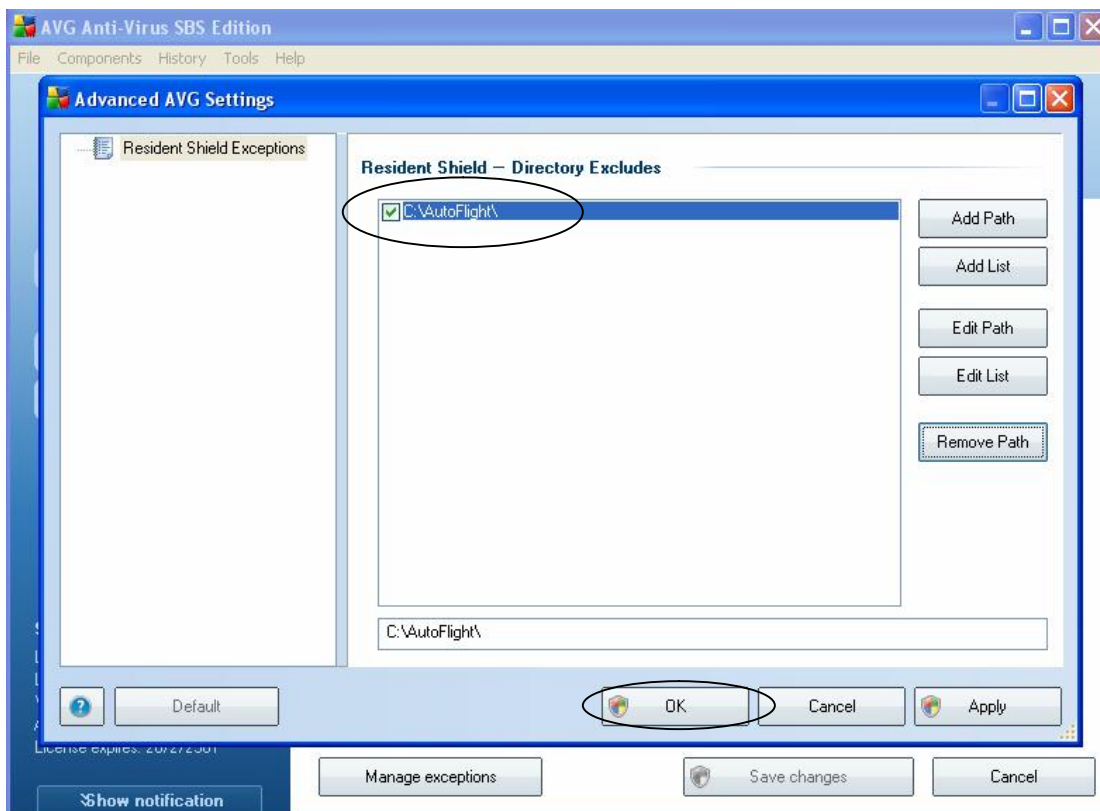 AVG Anti-Virus SBS Edition
File Components History Tools Help
Advanced AVG Settings
Resident Shield Exceptions
Resident Shield – Directory Excludes
C:\AutoFlight\
Add Path
Add List
Edit Path
Edit List
Remove Path
C:\AutoFlight\
Default
OK
Cancel
Apply
License expires:
Manage exceptions
Save changes
Cancel
Show notification